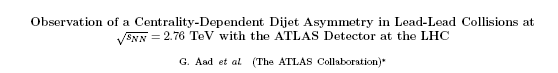 Observation of a Centrality-Dependent Dijet Asymmetry in Lead-Lead Collisions at
√sNN = 2.76 TeV with the ATLAS Detector at the LHC
G. Aad et al. (The ATLAS Collaboration)*